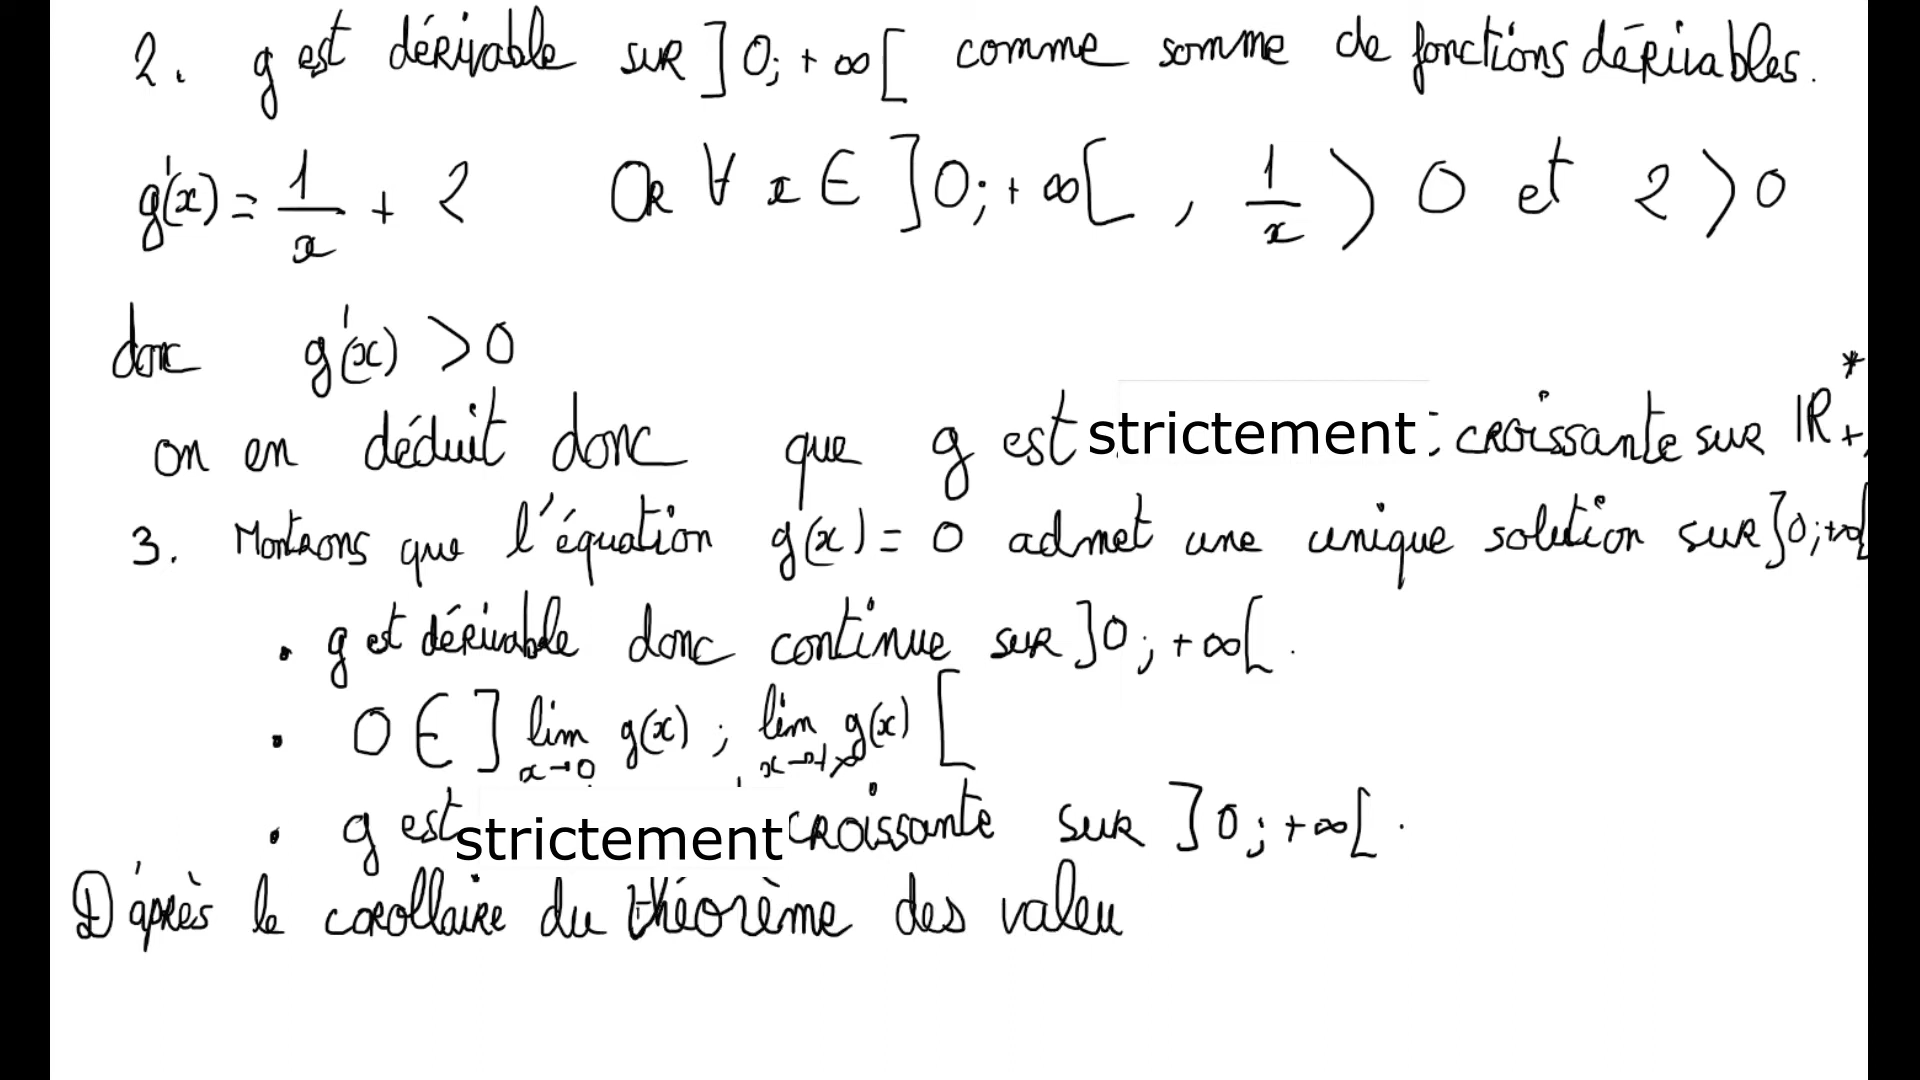 2. g est dérivable sur ]0; +∞[ comme somme de fonctions dérivables.
g'(x) = 1/x + 2 Or ∀ x ∈ ]0; +∞[ , 1/x > 0 et 2 > 0
donc g'(x) > 0
on en déduit donc que g est strictement croissante sur IR*+
3. Montrons que l'équation g(x) = 0 admet une unique solution sur ]0; +∞[
• g est dérivable donc continue sur ]0; +∞[.
• 0 ∈ ] lim x→0 g(x) ; lim x→+∞ g(x) [
• g est strictement croissante sur ]0; +∞[.
D'après le corollaire du théorème des valeu